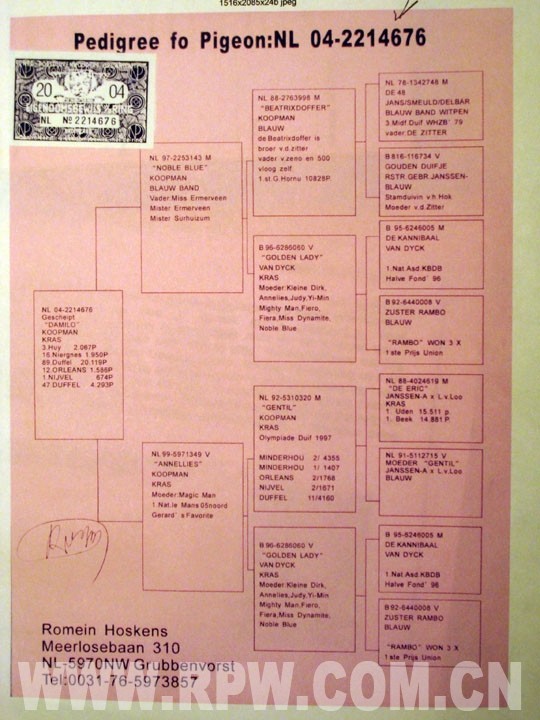 1516x2085x24b jpeg
Pedigree fo Pigeon:NL 04-2214676
20 04
NL No 2214676
NL 04-2214676
Gescheipt
"DAMILO"
KOOPMAN
KRAS
3.Huy 2.067P
16.Niergnes 1.950P
89.Duffel 20.119P
12.ORLEANS 1.586P
1.NIJVEL 674P
47.DUFFEL 4.293P
NL 97-2253143 M
"NOBLE BLUE"
KOOPMAN
BLAUW BAND
Vader:Miss Ermerveen
Mister Ermerveen
Mister Surhuizum
NL 99-5971349 V
"ANNELLIES"
KOOPMAN
KRAS
Moeder:Magic Man
1.Nat.le Mans 05noord
Gerard's Favorite
NL 88-2763998 M
"BEATRIXDOFFER"
KOOPMAN
BLAUW
de Beatrixdoffer is
broer v.d.zitter
vader v.zeno en 500
vloog zelf
1.st.G.Hornu 10828P.
B 96-6286060 V
"GOLDEN LADY"
VAN DYCK
KRAS
Moeder:Kleine Dirk,
Annelies,Judy,Yi-Min
Mighty Man,Fiero,
Fiera,Miss Dynamite,
Noble Blue
NL 92-5310320 M
"GENTIL"
KOOPMAN
KRAS
Olympiade Duif 1997
MINDERHOU 2/ 4355
MINDERHOU 1/ 1407
ORLEANS 2/1768
NIJVEL 2/1671
DUFFEL 11/4160
B 96-6286060 V
"GOLDEN LADY"
VAN DYCK
KRAS
Moeder:Kleine Dirk,
Annelies,Judy,Yi-Min
Mighty Man,Fiero,
Fiera,Miss Dynamite,
Noble Blue
NL 78-1342748 M
DE 48
JANS/SMEULD/DELBAR
BLAUW BAND WITPEN
3.Midf.Duif WHZB' 79
vader:DE ZITTER
B 816-116734 V
GOUDEN DUIFJE
RSTR GEBR.JANSSEN-
BLAUW
Stamduivin v.h.Hok
Moeder v.d.Zitter
B 95-6246005 M
DE KANNIBAAL
VAN DYCK
1.Nat.Asd.KBDB
Halve Fond' 96
B 92-6440008 V
ZUSTER RAMBO
BLAUW
"RAMBO" WON 3 X
1 ste Prijs Union
NL 88-4024619 M
"DE ERIC"
JANSSEN-A x L.v.Loo
KRAS
1. Uden 15.511 p.
1. Beek 14.881 P
NL 91-5112715 V
MOEDER "GENTIL"
JANSSEN-A x L.v.Loo
BLAUW
B 95-6246005 M
DE KANNIBAAL
VAN DYCK
1.Nat.Asd.KBDB
Halve Fond' 96
B 92-6440008 V
ZUSTER RAMBO
BLAUW
"RAMBO" WON 3 X
1 ste Prijs Union
Romein Hoskens
Meerlosebaan 310
NL-5970NW Grubbenvorst
Tel:0031-76-5973857
WWW.RPW.COM.CN